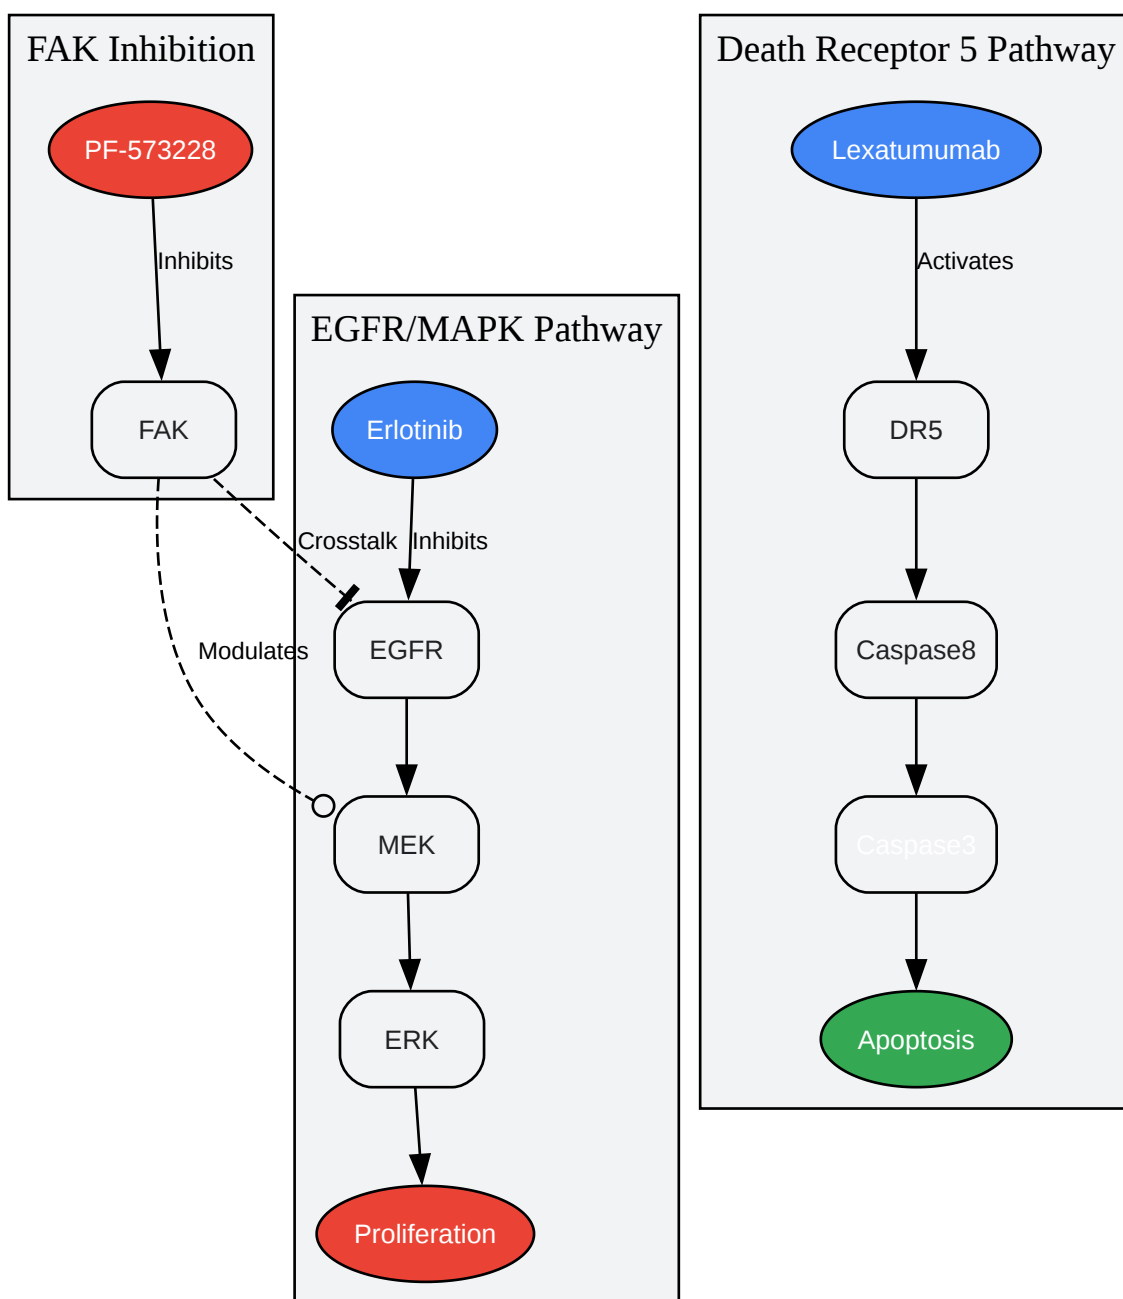 FAK Inhibition
PF-573228
Inhibits
FAK
Crosstalk
Modulates
EGFR/MAPK Pathway
Erlotinib
Inhibits
EGFR
MEK
ERK
Proliferation
Death Receptor 5 Pathway
Lexatumumab
Activates
DR5
Caspase8
Caspase3
Apoptosis